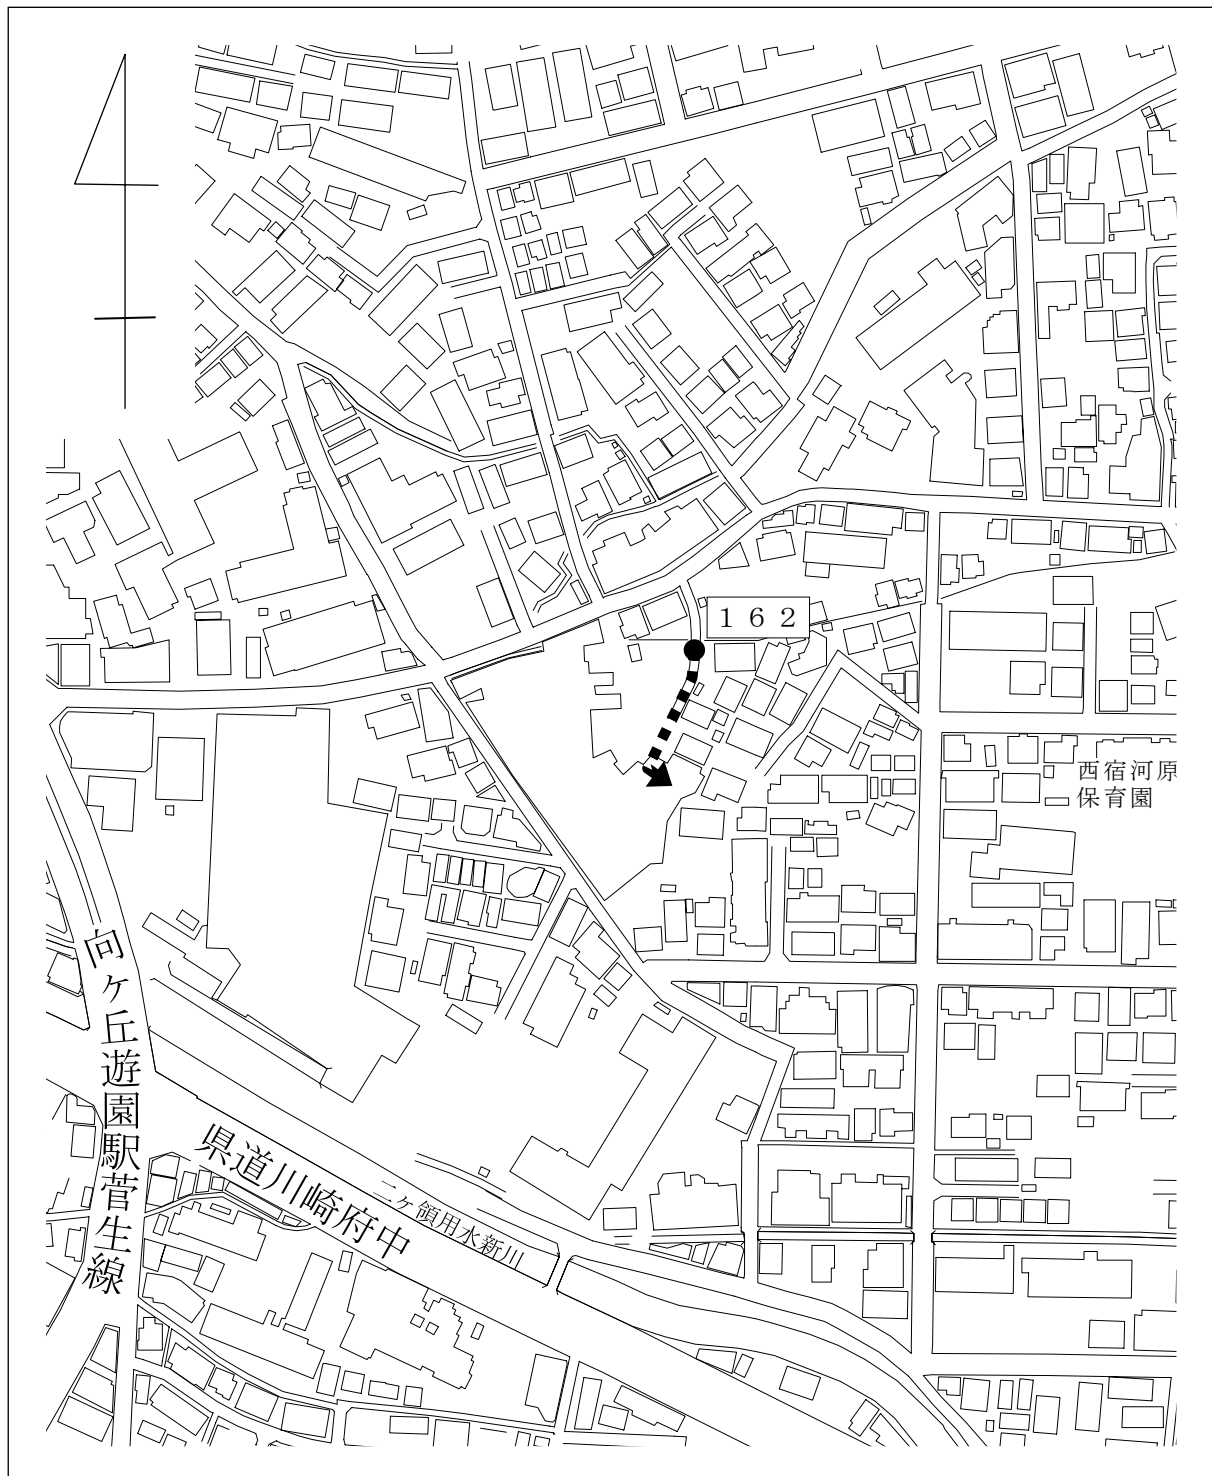 １６２
西宿河原
保育園
向ヶ丘遊園駅菅生線
県道川崎府中
二ヶ領用水新川